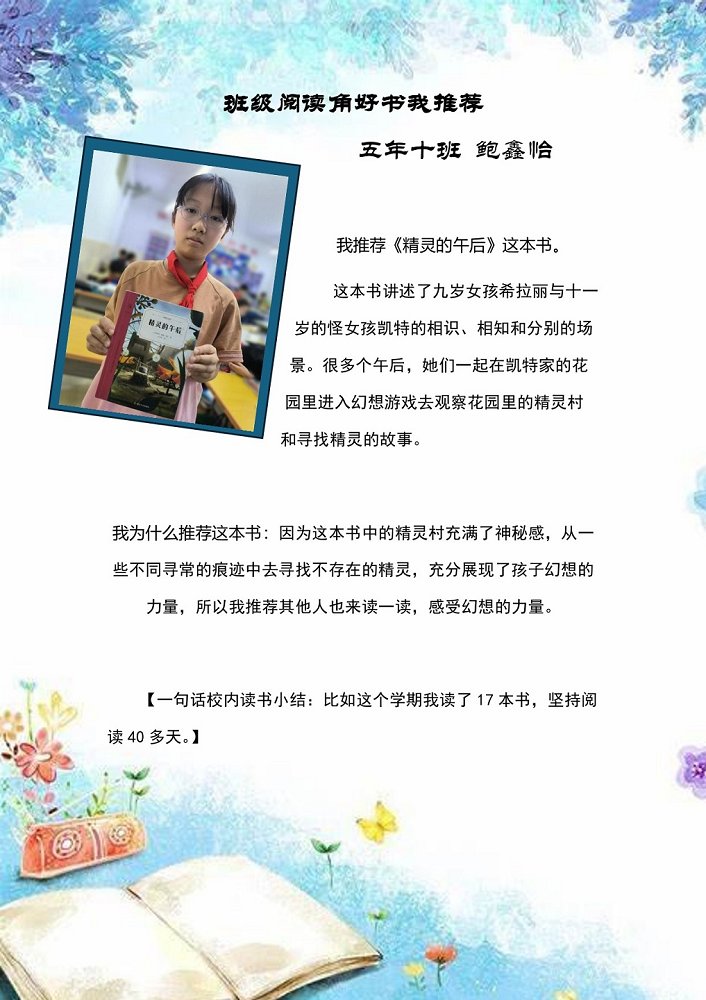 班级阅读角好书我推荐
五年十班 鲍鑫怡
我推荐《精灵的午后》这本书。
这本书讲述了九岁女孩希拉丽与十一
岁的怪女孩凯特的相识、相知和分别的场
景。很多个午后，她们一起在凯特家的花
园里进入幻想游戏去观察花园里的精灵村
和寻找精灵的故事。
精灵的午后
我为什么推荐这本书：因为这本书中的精灵村充满了神秘感，从一
些不同寻常的痕迹中去寻找不存在的精灵，充分展现了孩子幻想的
力量，所以我推荐其他人也来读一读，感受幻想的力量。
【一句话校内读书小结：比如这个学期我读了 17 本书，坚持阅
读 40 多天。】